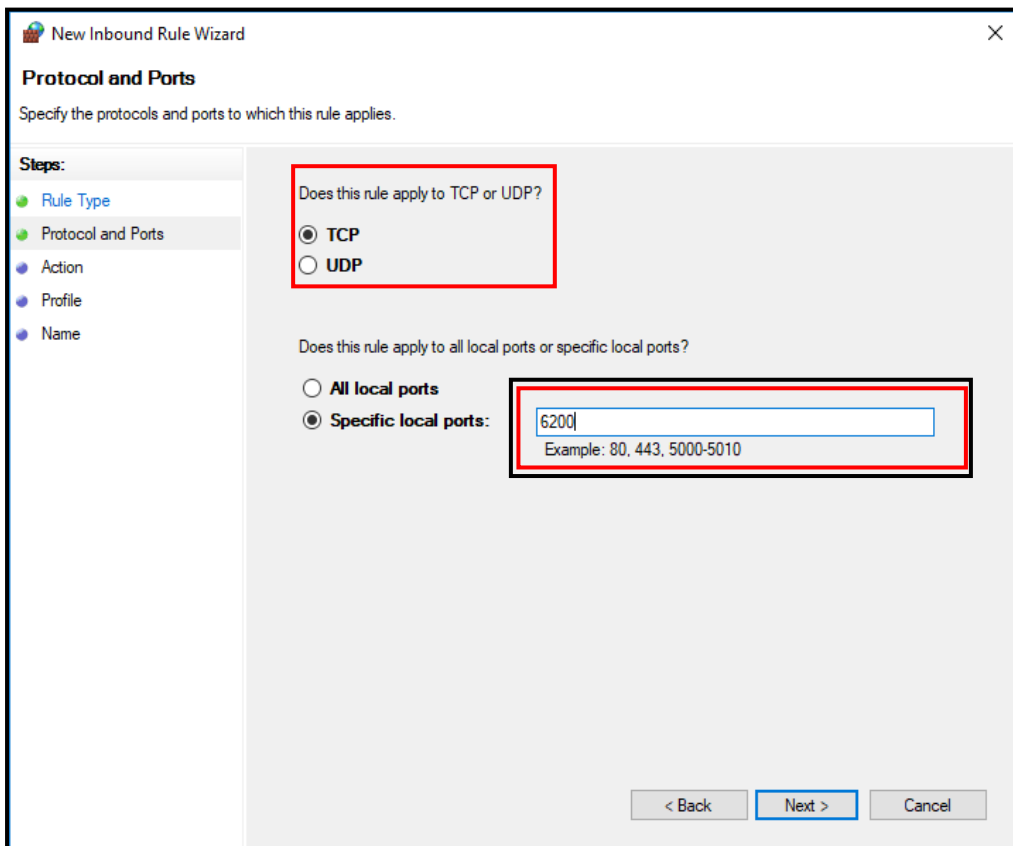 New Inbound Rule Wizard
Protocol and Ports
Specify the protocols and ports to which this rule applies.
Steps:
Rule Type
Protocol and Ports
Action
Profile
Name
Does this rule apply to TCP or UDP?
TCP
UDP
Does this rule apply to all local ports or specific local ports?
All local ports
Specific local ports:
6200
Example: 80, 443, 5000-5010
< Back
Next >
Cancel